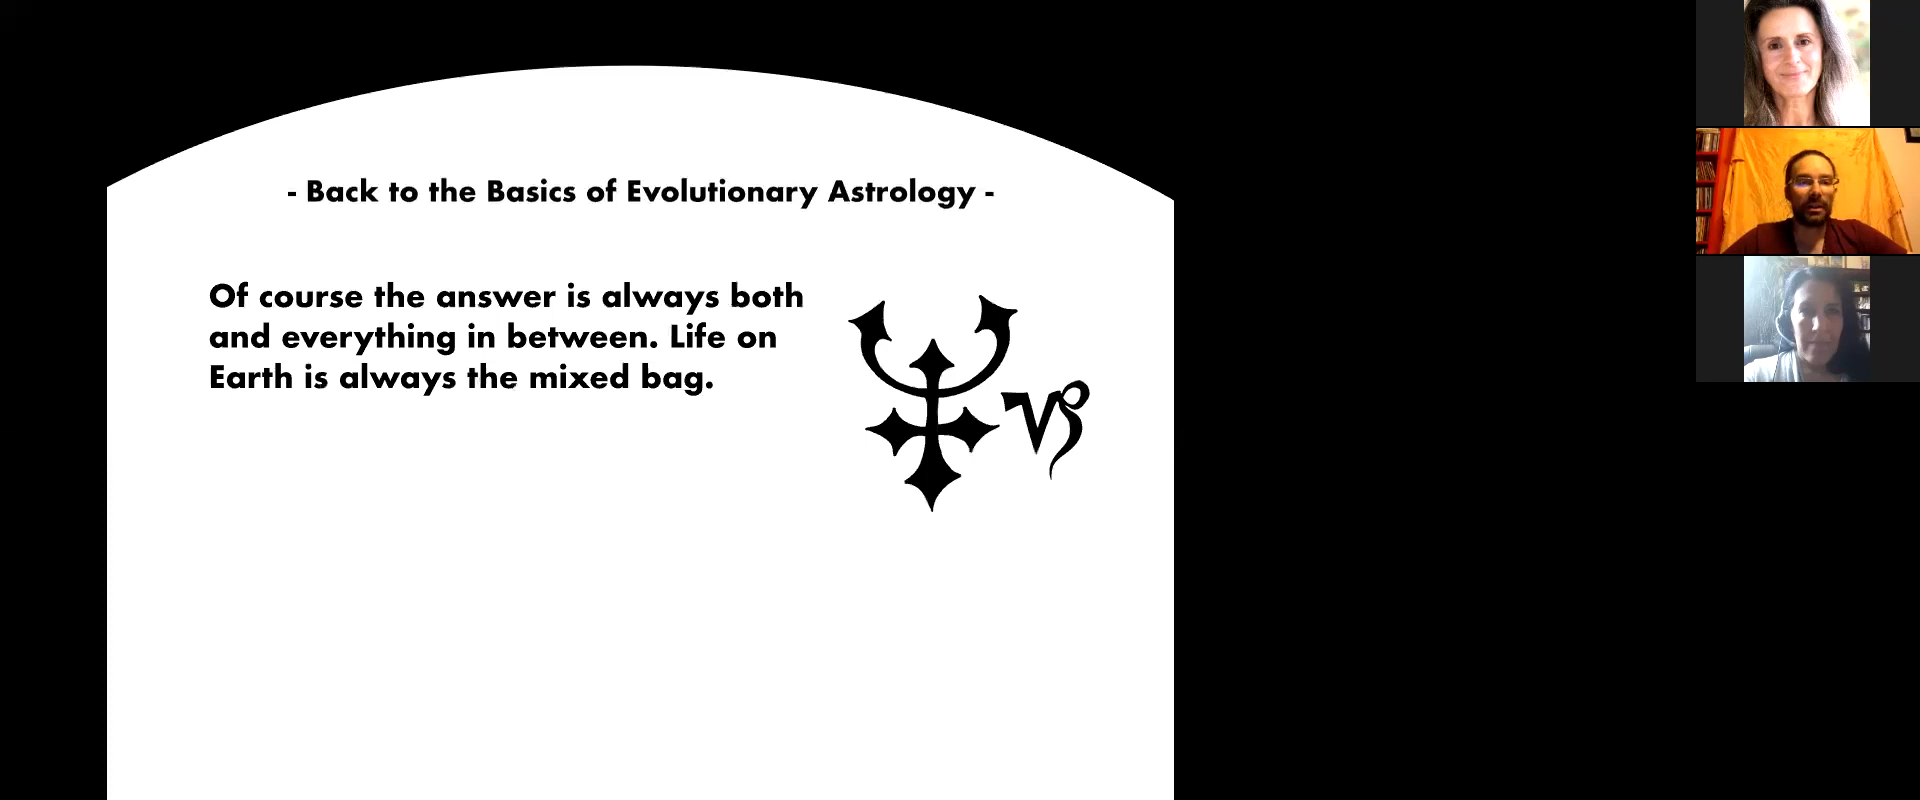 - Back to the Basics of Evolutionary Astrology -
Of course the answer is always both
and everything in between. Life on
Earth is always the mixed bag.